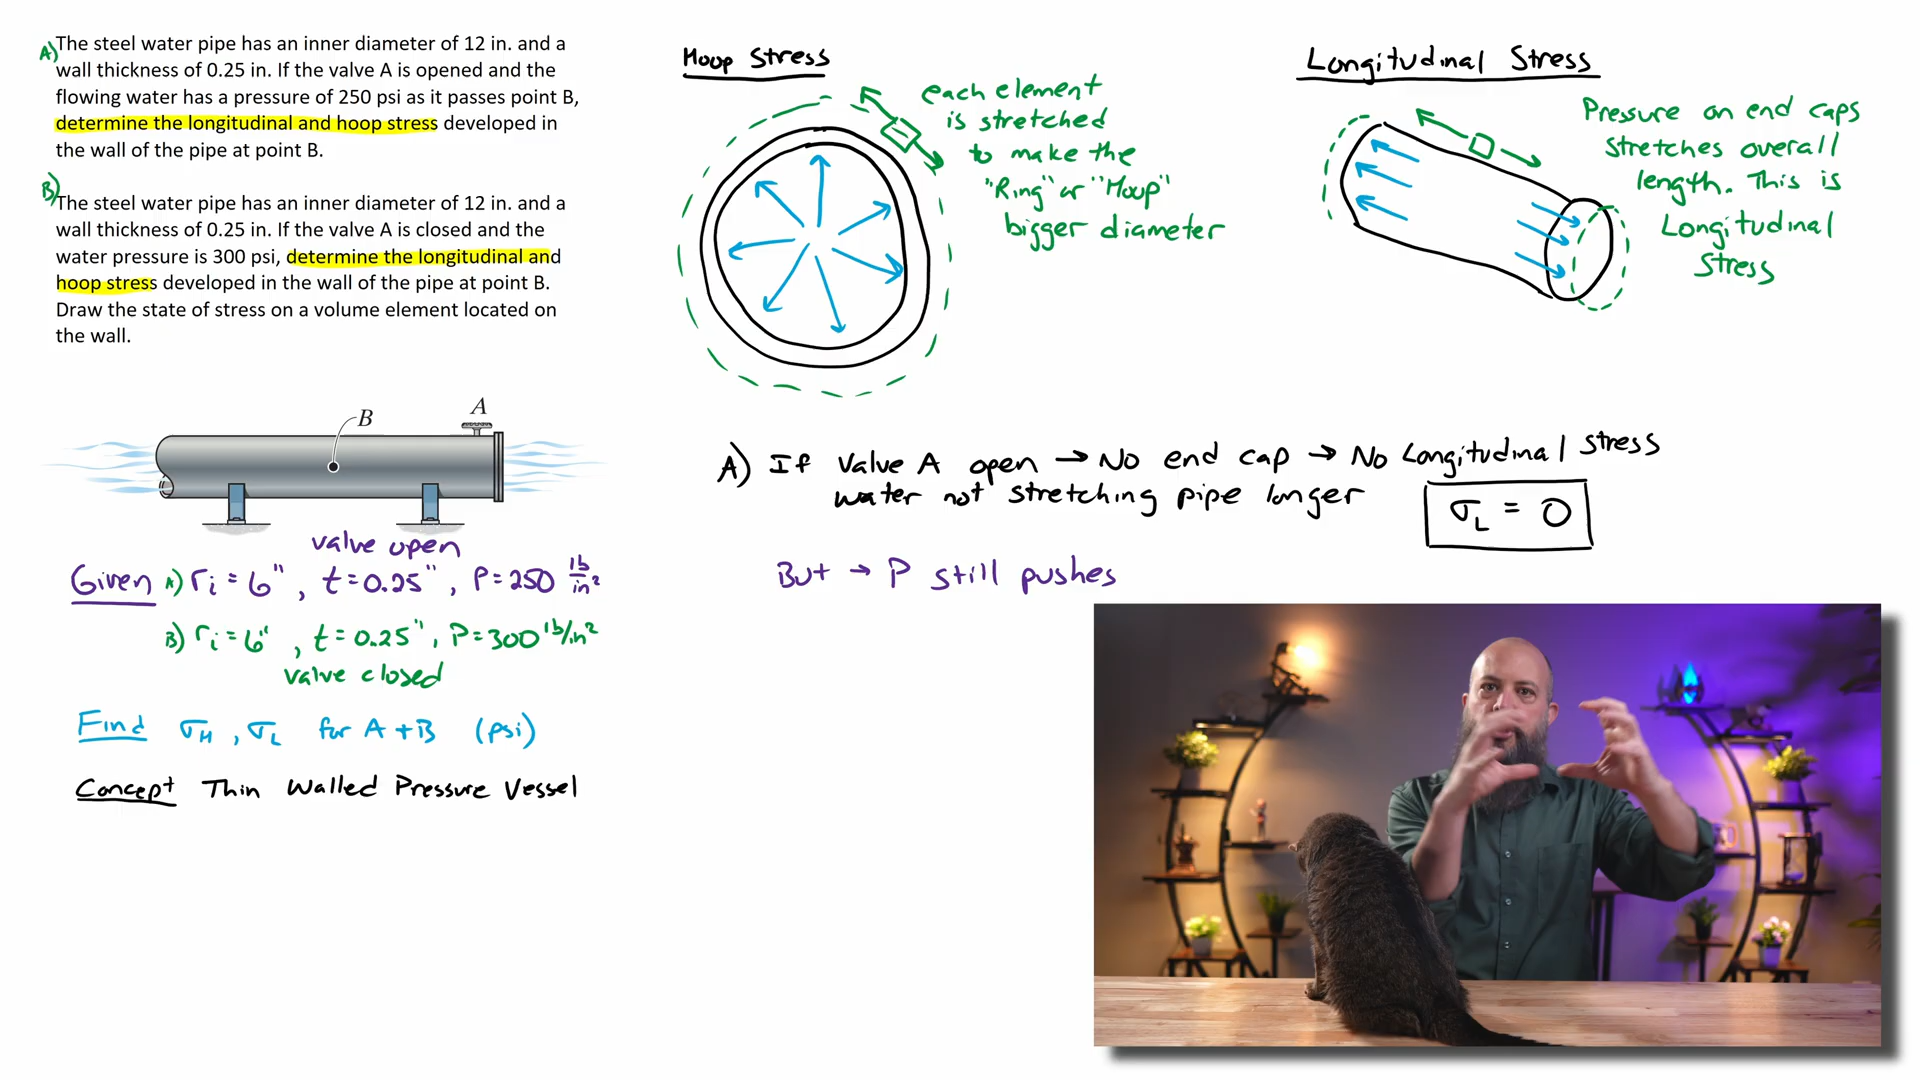 A)
The steel water pipe has an inner diameter of 12 in. and a
wall thickness of 0.25 in. If the valve A is opened and the
flowing water has a pressure of 250 psi as it passes point B,
determine the longitudinal and hoop stress developed in
the wall of the pipe at point B.
B)
The steel water pipe has an inner diameter of 12 in. and a
wall thickness of 0.25 in. If the valve A is closed and the
water pressure is 300 psi, determine the longitudinal and
hoop stress developed in the wall of the pipe at point B.
Draw the state of stress on a volume element located on
the wall.
B
A
valve open
Given A) ri = 6", t = 0.25", P = 250 lb/in²
B) ri = 6", t = 0.25", P = 300 lb/in²
valve closed
Find σH, σL for A + B (psi)
Concept Thin Walled Pressure Vessel
Hoop Stress
each element
is stretched
to make the
"Ring" or "Hoop"
bigger diameter
Longitudinal Stress
Pressure on end caps
stretches overall
length. This is
Longitudinal
Stress
A) If Valve A open → No end cap → No Longitudinal Stress
water not stretching pipe longer
σL = 0
But → P still pushes